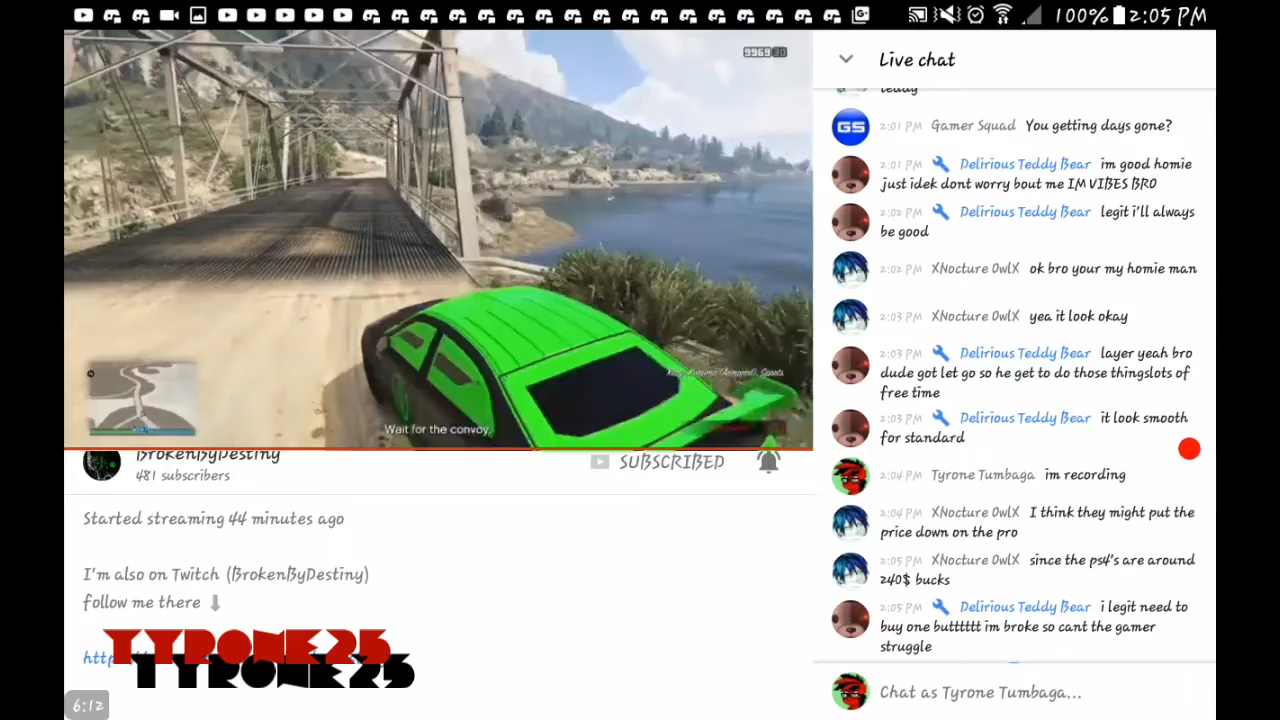 100% 2:05 PM
996930
Live chat
teddy
GS
2:01 PM Gamer Squad You getting days gone?
2:01 PM Delirious Teddy Bear im good homie
just idek dont worry bout me IM VIBES BRO
2:02 PM Delirious Teddy Bear legit i'll always
be good
2:02 PM XNocture OwlX ok bro your my homie man
2:03 PM XNocture OwlX yea it look okay
2:03 PM Delirious Teddy Bear layer yeah bro
dude got let go so he get to do those thingslots of
free time
2:03 PM Delirious Teddy Bear it look smooth
for standard
2:04 PM Tyrone Tumbaga im recording
2:04 PM XNocture OwlX I think they might put the
price down on the pro
2:05 PM XNocture OwlX since the ps4's are around
240$ bucks
2:05 PM Delirious Teddy Bear i legit need to
buy one butttttt im broke so cant the gamer
struggle
Chat as Tyrone Tumbaga...
Kuruma (Armored), Sports
Wait for the convoy.
BrokenByDestiny
481 subscribers
SUBSCRIBED
Started streaming 44 minutes ago
I'm also on Twitch (BrokenByDestiny)
follow me there
http
TYRONE25
TYRONE25
6:12